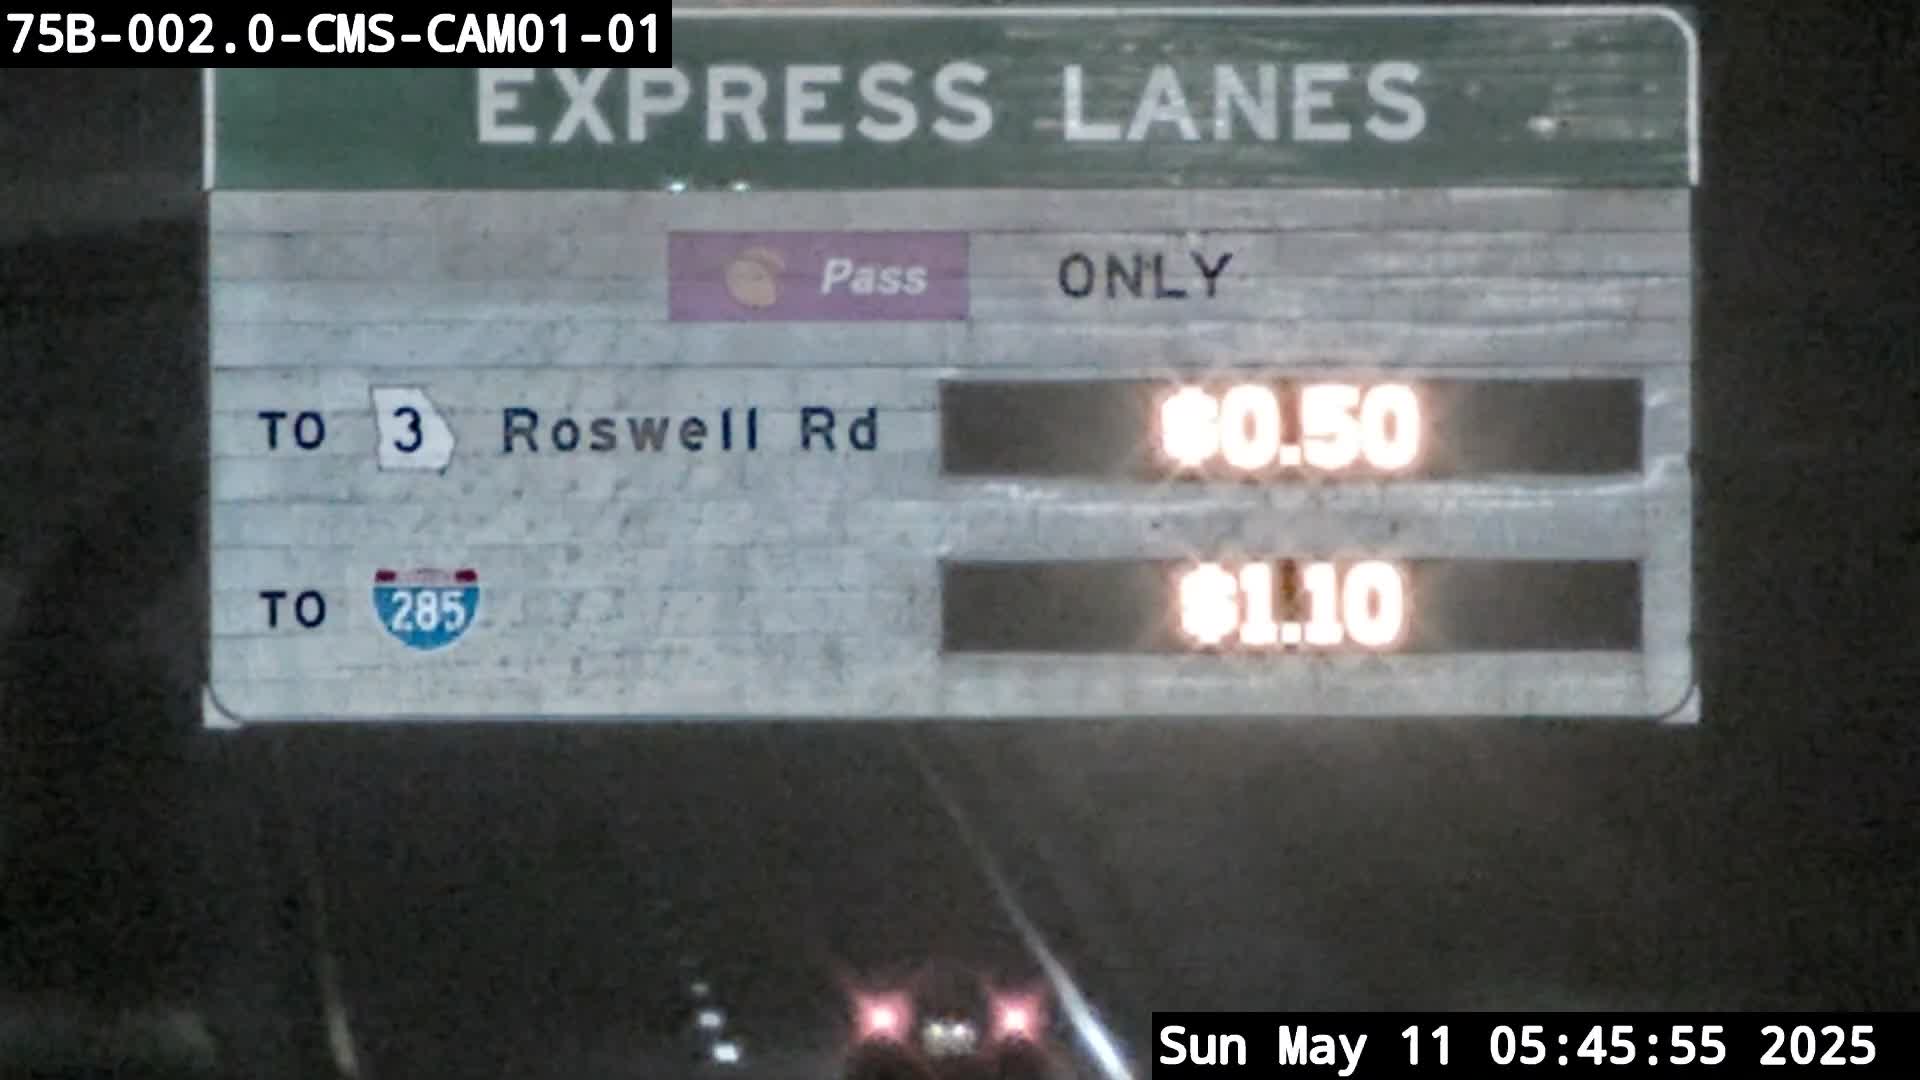 75B-002.0-CMS-CAM01-01
EXPRESS LANES
Pass ONLY
TO 3 Roswell Rd $0.50
TO 285 $1.10
Sun May 11 05:45:55 2025